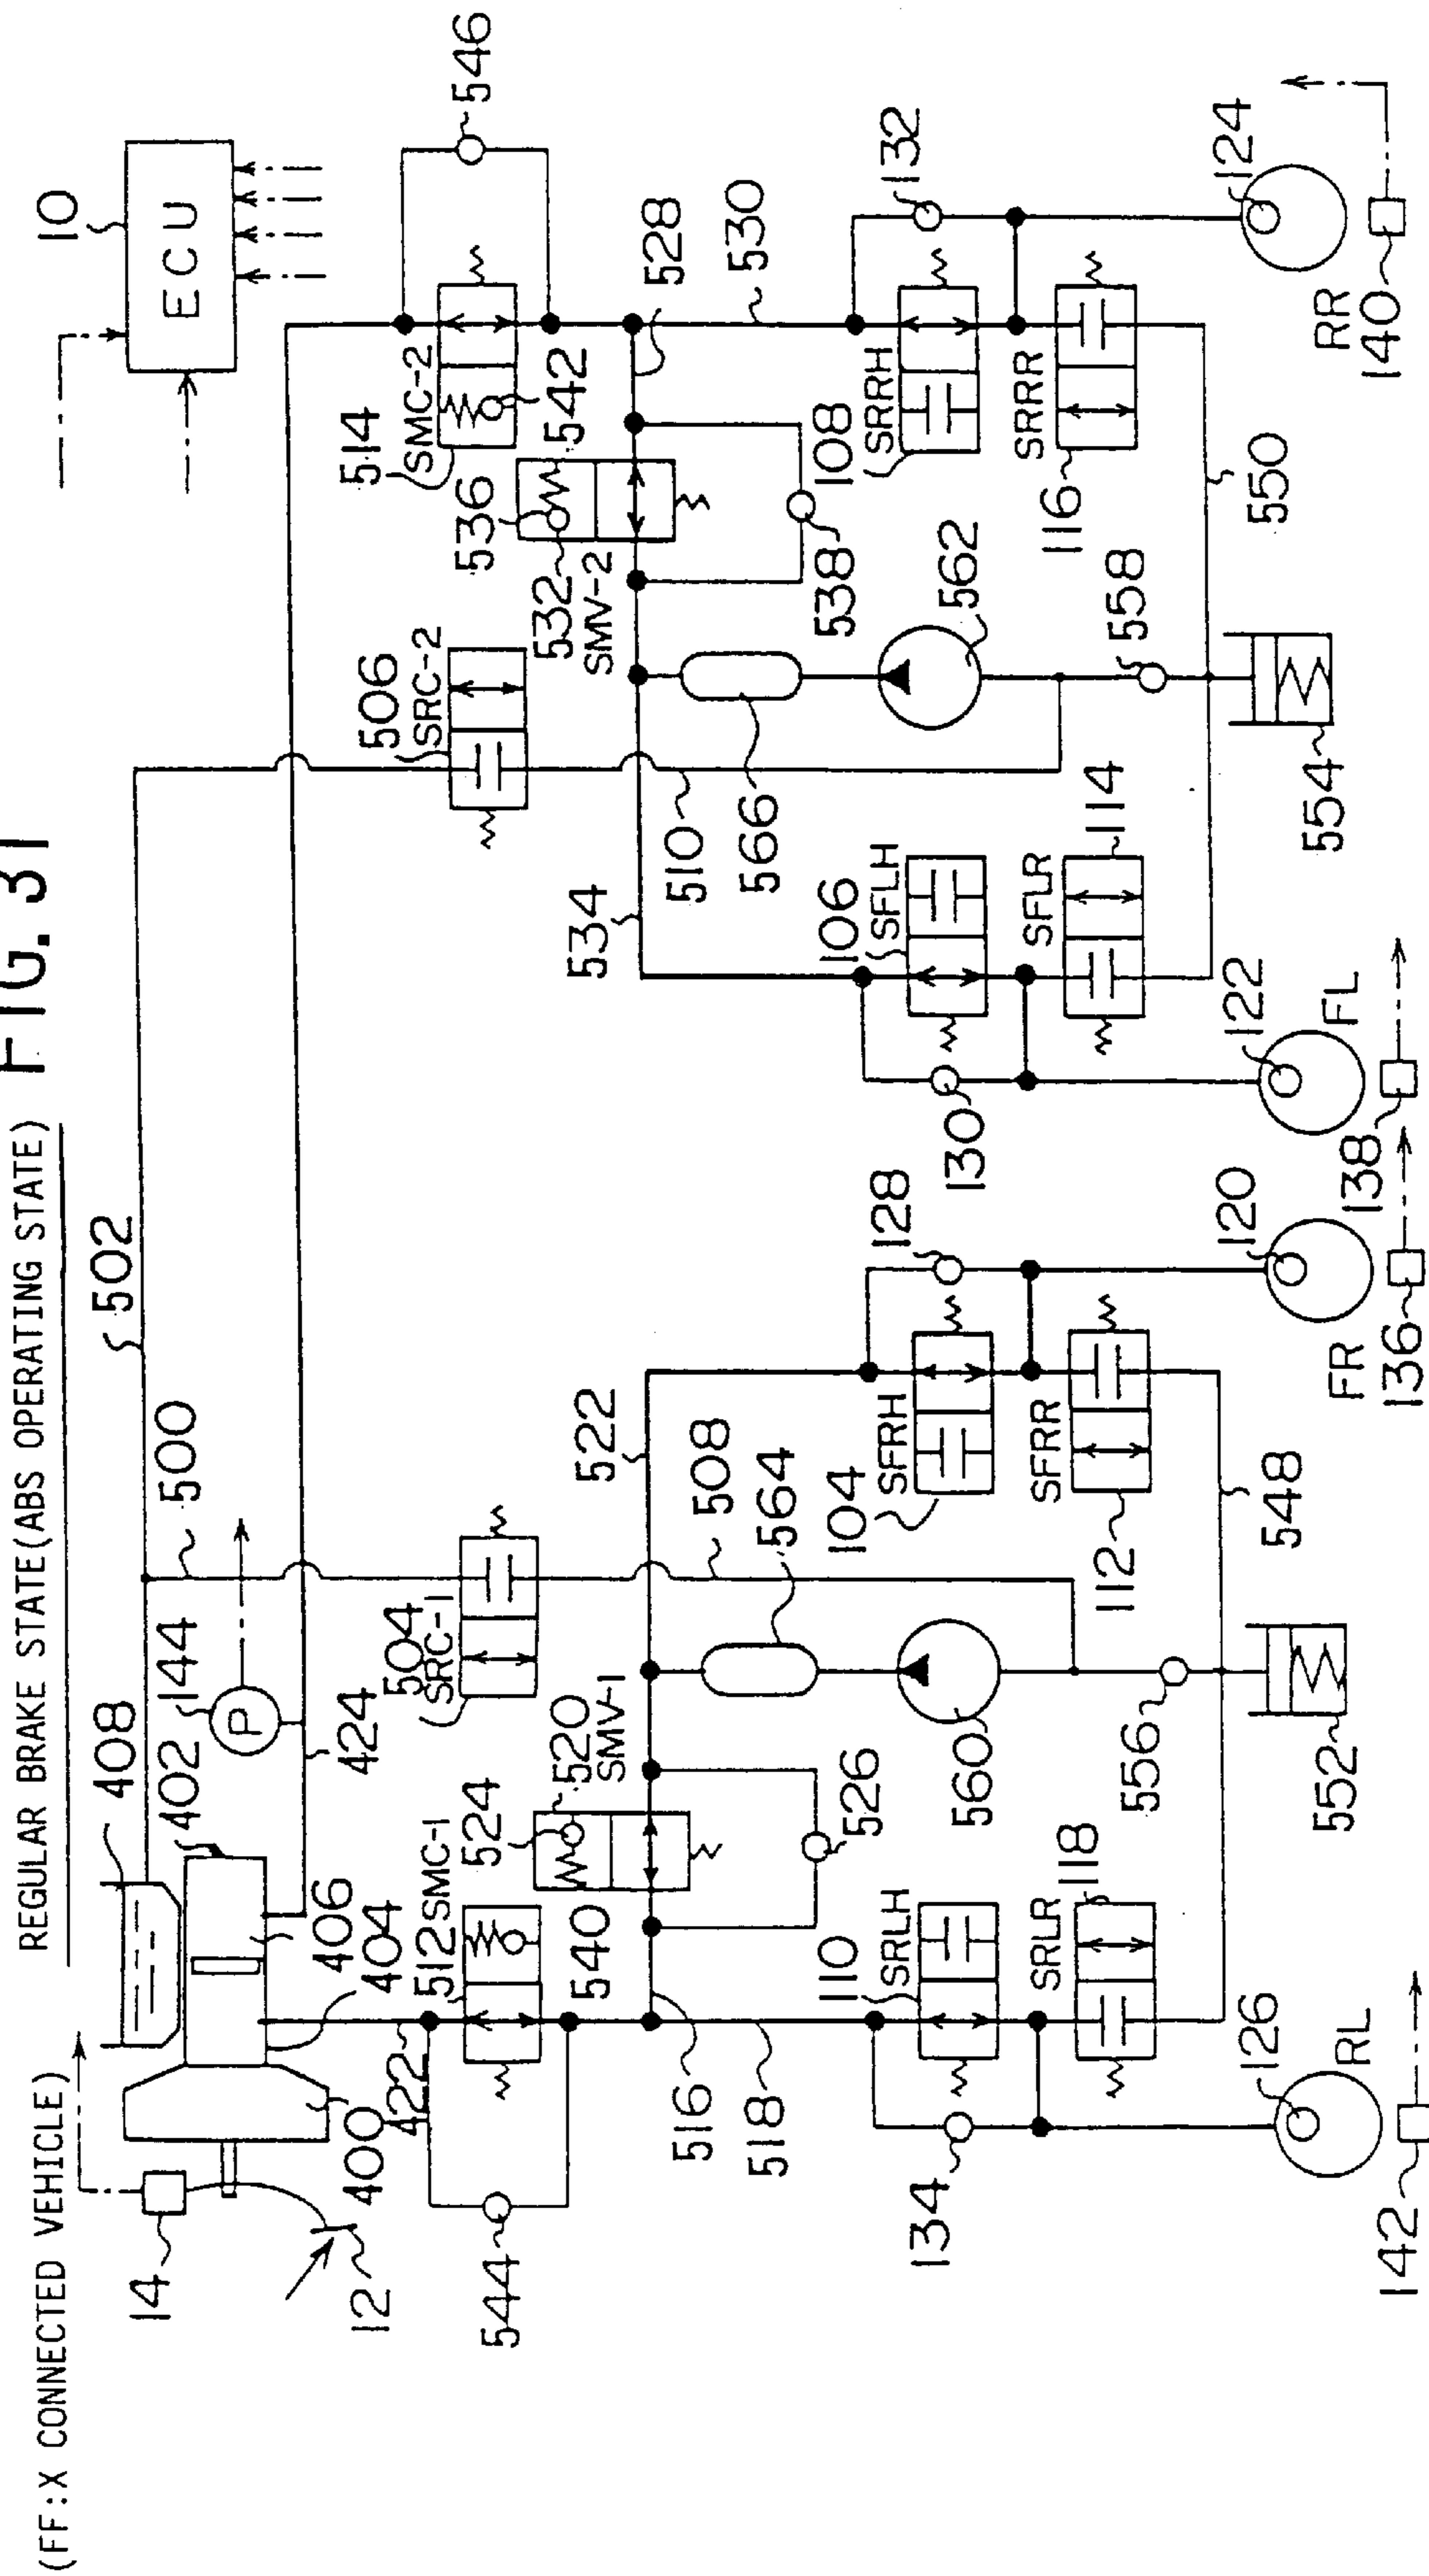 FIG. 31
REGULAR BRAKE STATE(ABS OPERATING STATE)
(FF:X CONNECTED VEHICLE)
10
ECU
14
12
408
402
144
P
424
406
404
400
422
500
502
544
512 SMC-1
540
524
520
SMV-1
526
516
518
504
(SRC-1
522
508
564
560
556
552
548
110
SRLH
118
SRLR
134
126
RL
142
104
SFRH
SFRR
112
128
120
FR
136
138
506
SRC-2
534
510
566
562
558
554
550
514
(SMC-2
542
546
536
532
SMV-2
538
528
530
106
SFLH
114
SFLR
130
122
FL
108
(SRRH
SRRR
116
132
124
RR
140